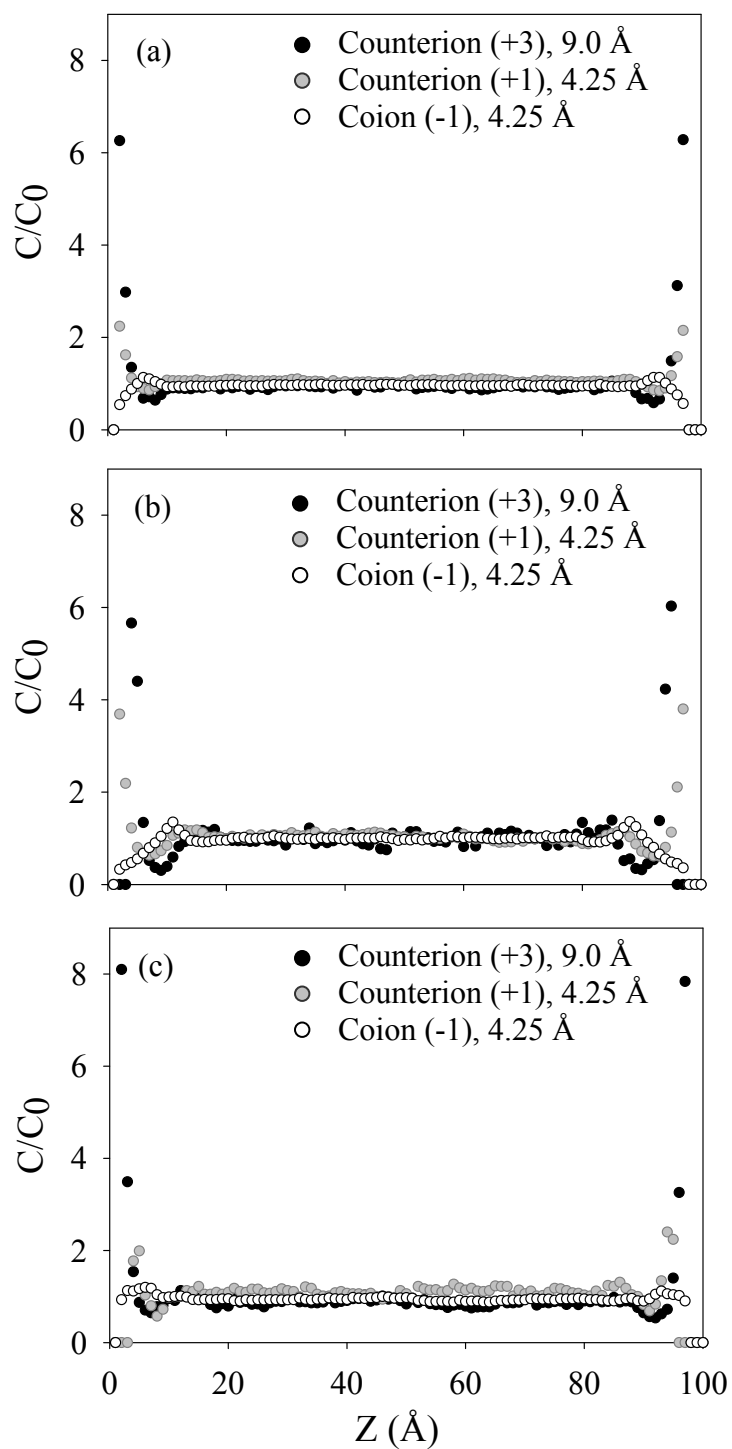 (a)
Counterion (+3), 9.0 Å
Counterion (+1), 4.25 Å
Coion (-1), 4.25 Å
8
6
4
2
0
C/C0
(b)
Counterion (+3), 9.0 Å
Counterion (+1), 4.25 Å
Coion (-1), 4.25 Å
8
6
4
2
0
C/C0
(c)
Counterion (+3), 9.0 Å
Counterion (+1), 4.25 Å
Coion (-1), 4.25 Å
8
6
4
2
0
C/C0
0 20 40 60 80 100
Z (Å)